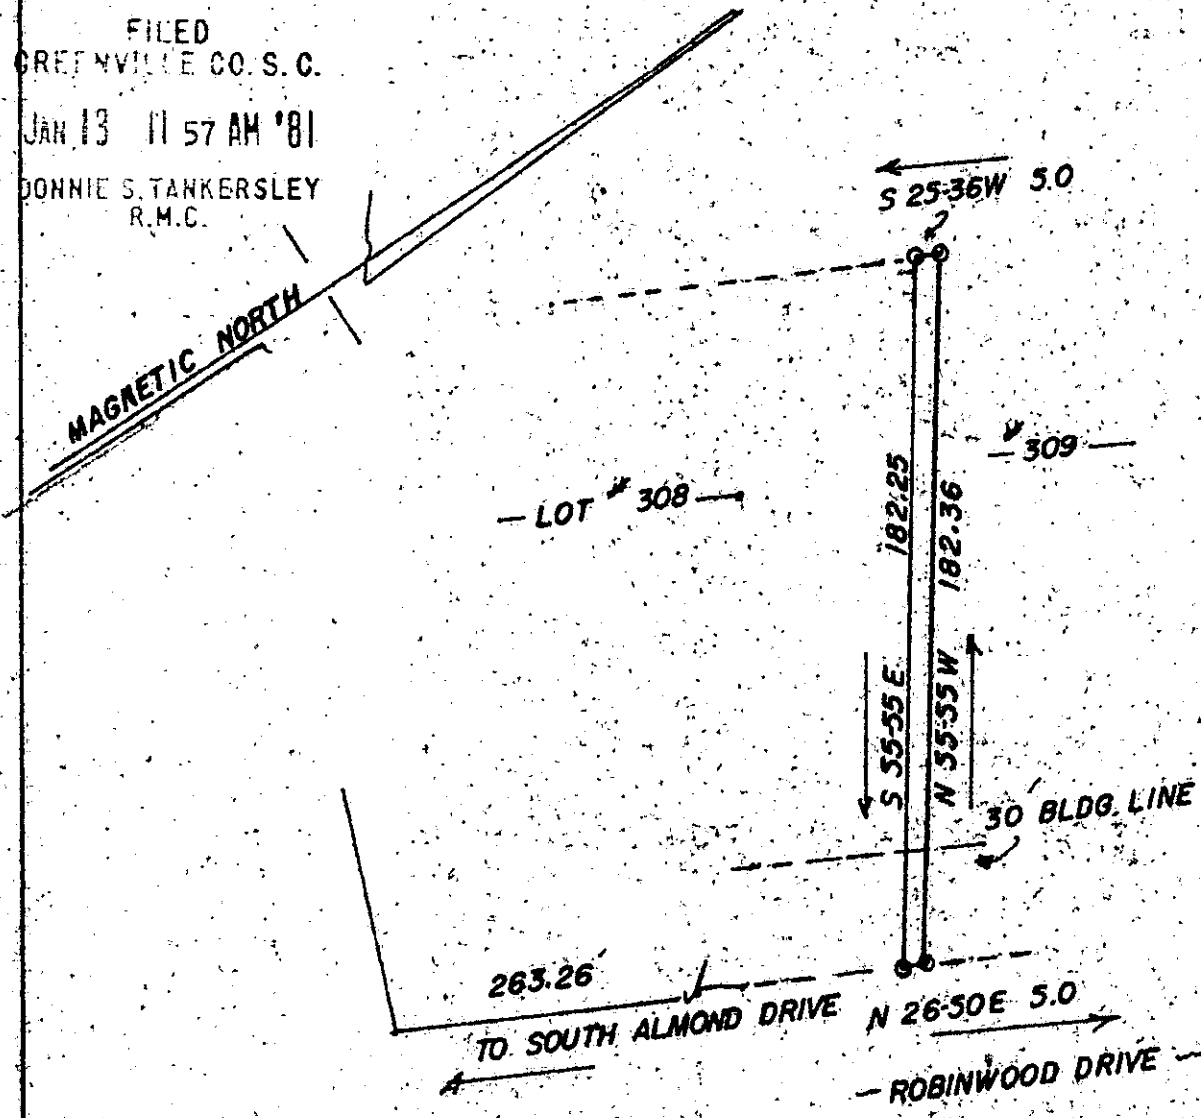 FILED
GREENVILLE CO. S. C.
JAN 13 11 57 AM '81
DONNIE S. TANKERSLEY
R.M.C.
MAGNETIC NORTH
S 25-36W 5.0
# 309
LOT # 308
182.25
182.36
S 55-55 E
N 55-55 W
30' BLDG. LINE
263.26'
TO SOUTH ALMOND DRIVE
N 26-50 E 5.0
ROBINWOOD DRIVE